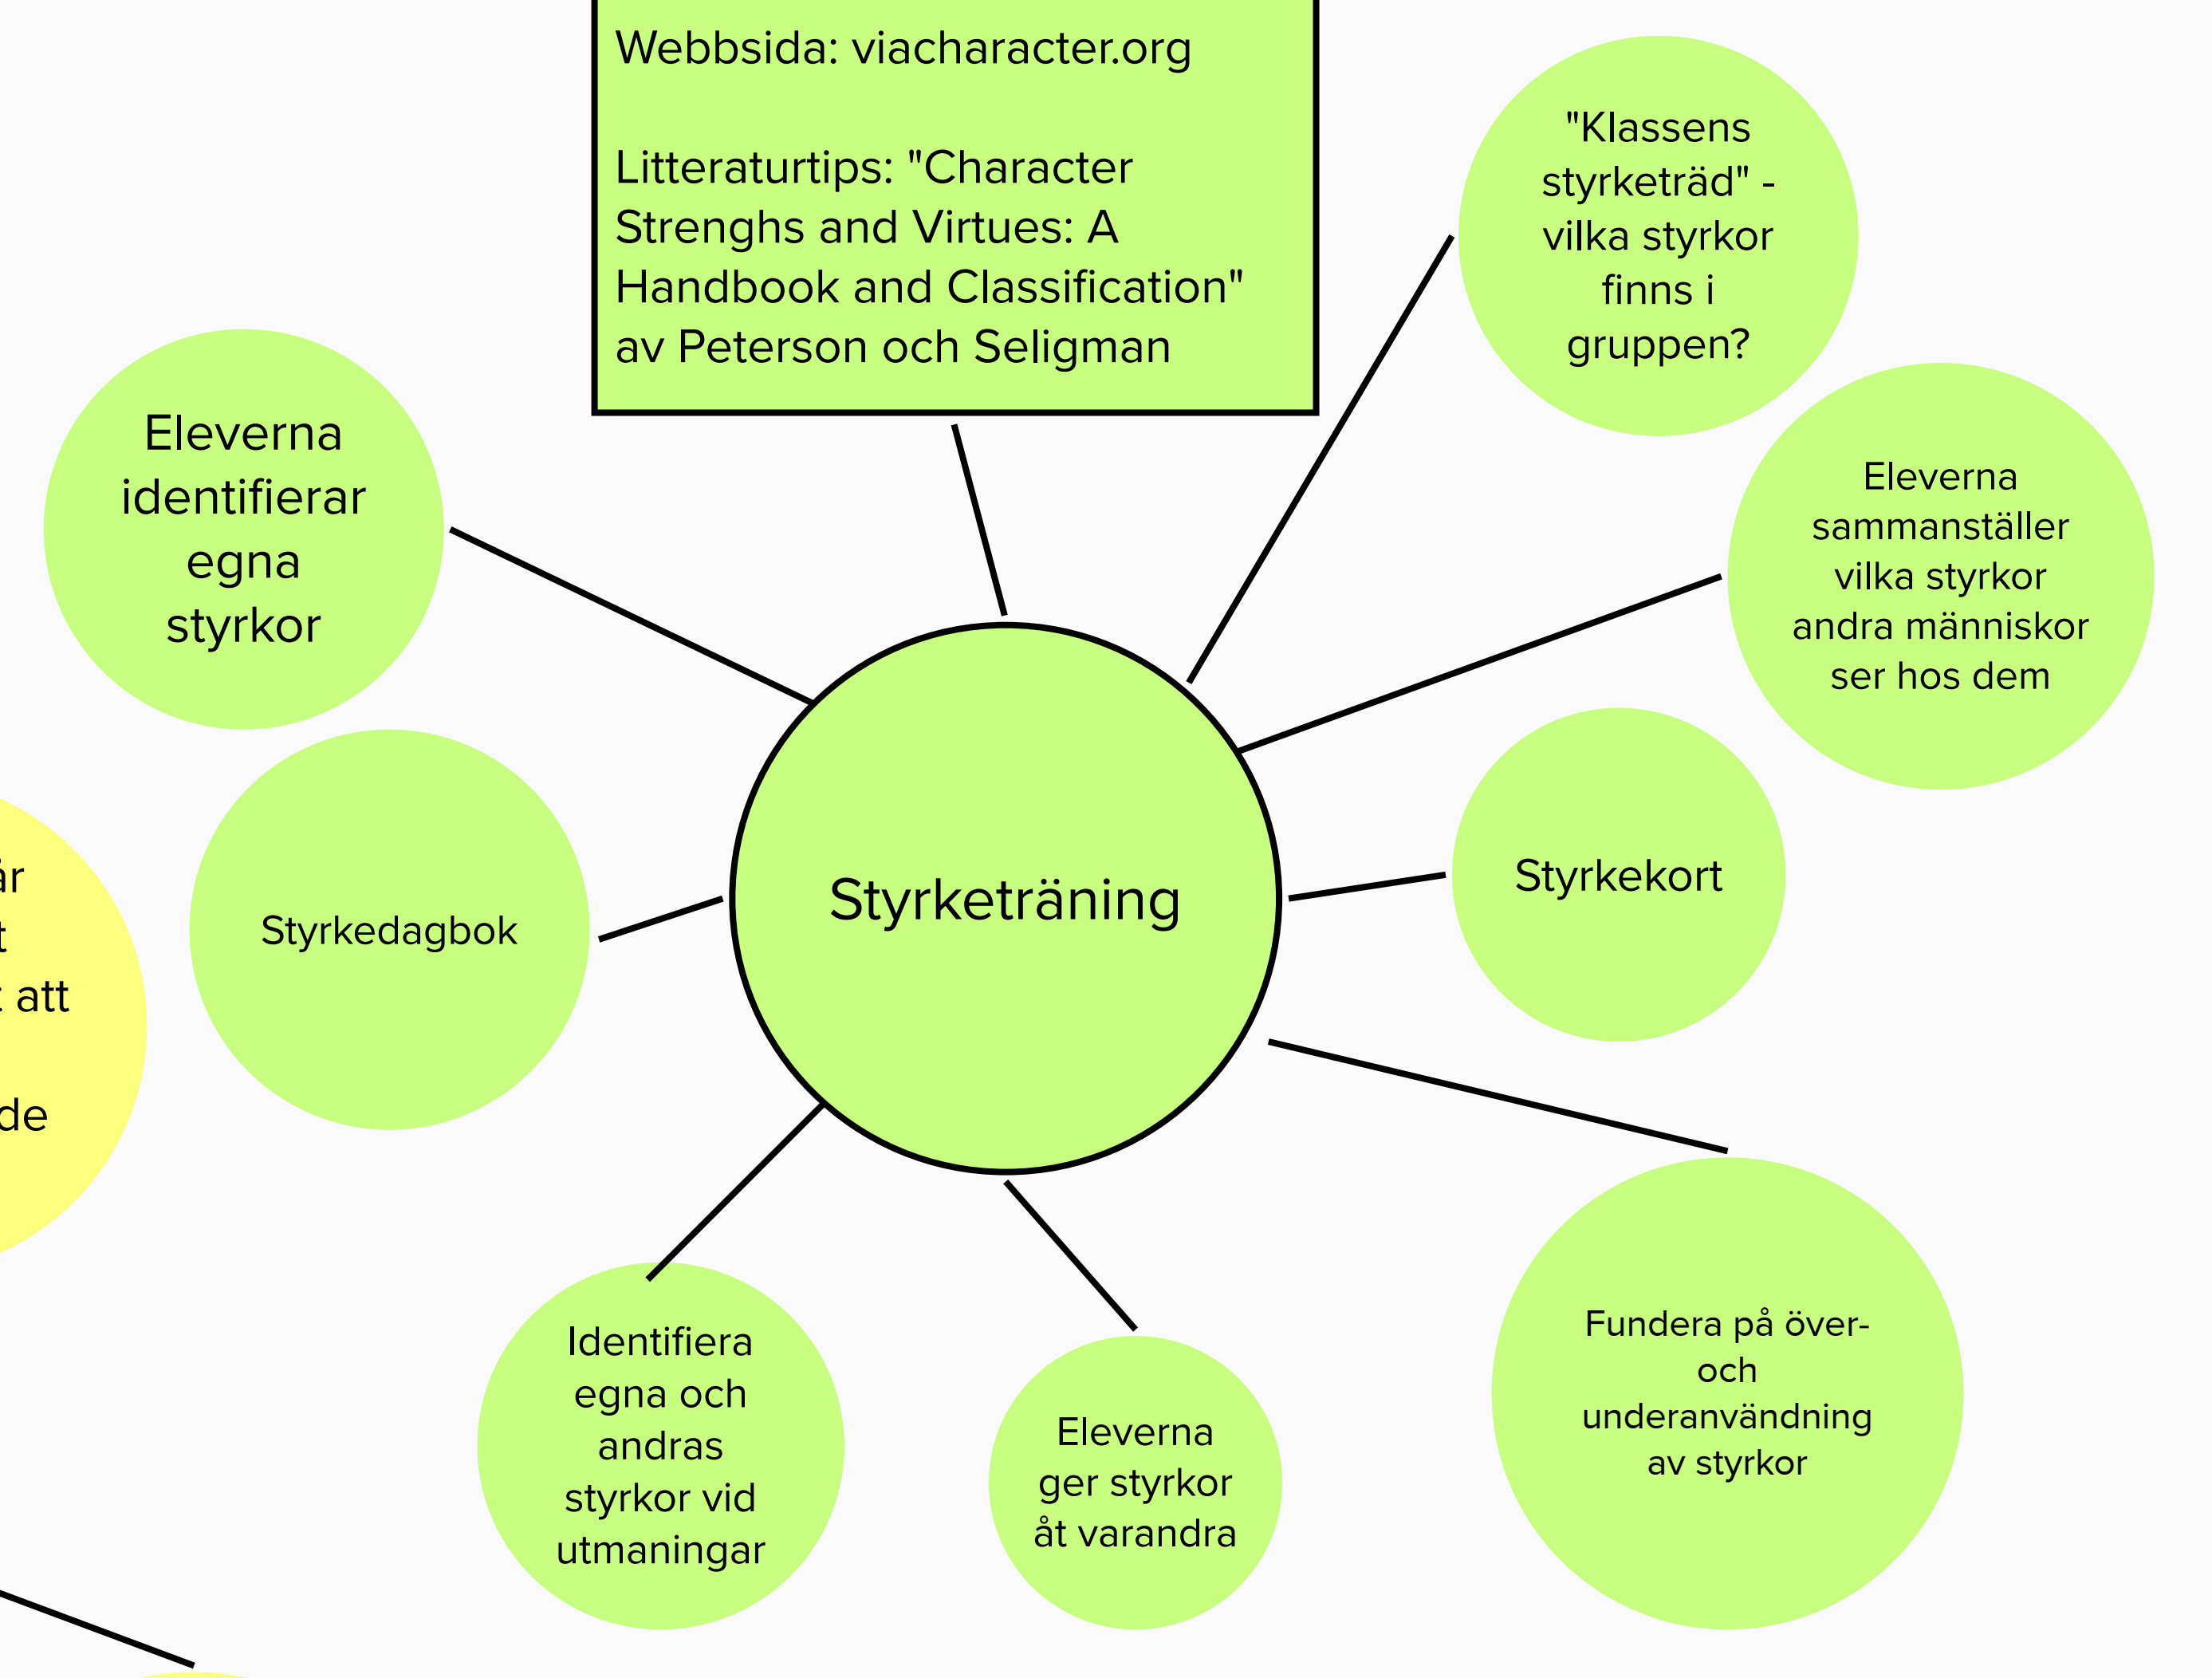 Webbsida: viacharacter.org
Litteraturtips: "Character
Strenghs and Virtues: A
Handbook and Classification"
av Peterson och Seligman
"Klassens
styrketräd" -
vilka styrkor
finns i
gruppen?
Eleverna
identifierar
egna
styrkor
Eleverna
sammanställer
vilka styrkor
andra människor
ser hos dem
Styrketräning
Styrkekort
Styrkedagbok
att
Identifiera
egna och
andras
styrkor vid
utmaningar
Eleverna
ger styrkor
åt varandra
Fundera på över-
och
underanvändning
av styrkor